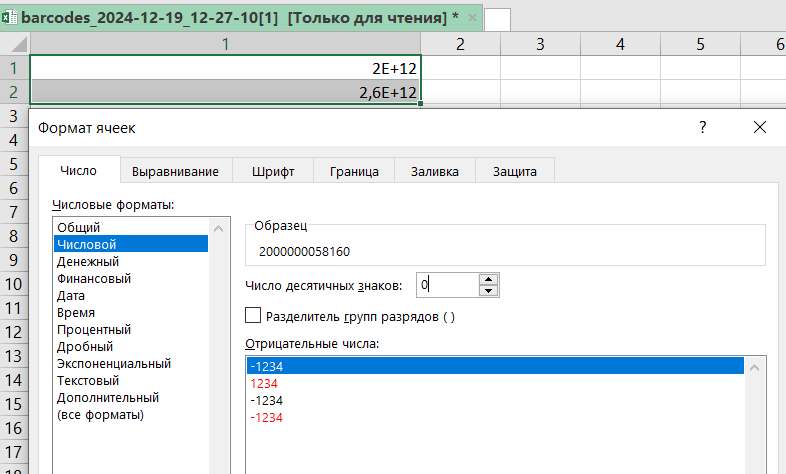 barcodes_2024-12-19_12-27-10[1] [Только для чтения] *
1 2 3 4 5 6
1 2E+12
2 2,6E+12
3
4 Формат ячеек ?
5 Число Выравнивание Шрифт Граница Заливка Защита
6
7 Числовые форматы:
8 Общий Образец
9 Числовой 2000000058160
Денежный
10 Финансовый Число десятичных знаков: 0
Дата
11 Время Разделитель групп разрядов ( )
12 Процентный Отрицательные числа:
Дробный
13 Экспоненциальный -1234
14 Текстовый 1234
15 Дополнительный -1234
(все форматы) -1234
16
17
18